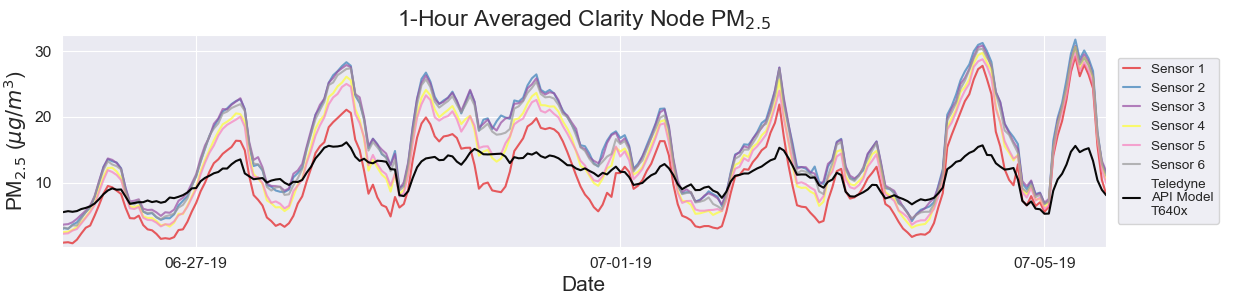 1-Hour Averaged Clarity Node PM2.5
PM2.5 (μg/m³)
30
20
10
06-27-19
07-01-19
07-05-19
Date
Sensor 1
Sensor 2
Sensor 3
Sensor 4
Sensor 5
Sensor 6
Teledyne
API Model
T640x